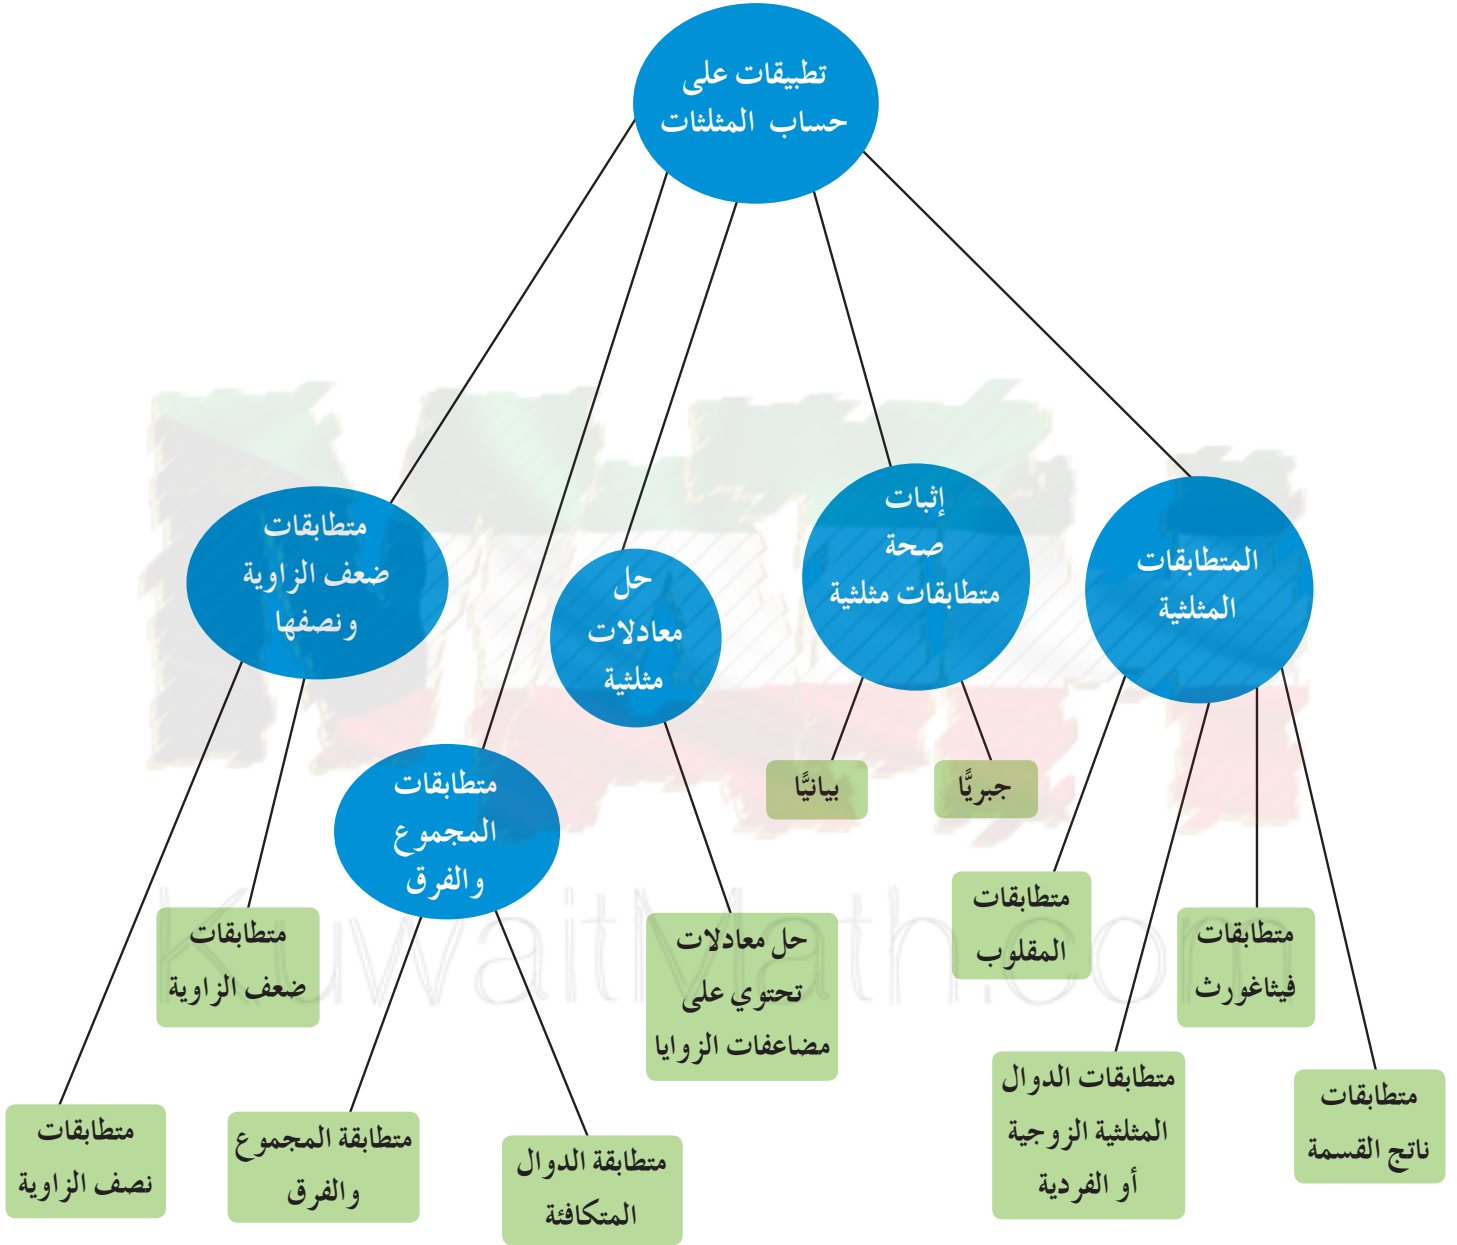 تطبيقات على
حساب المثلثات
المتطابقات
المثلثية
إثبات
صحة
متطابقات مثلثية
حل
معادلات
مثلثية
متطابقات
المجموع
والفرق
متطابقات
ضعف الزاوية
ونصفها
متطابقات
ناتج القسمة
متطابقات
فيثاغورث
متطابقات الدوال
المثلثية الزوجية
أو الفردية
متطابقات
المقلوب
جبريًّا
بيانيًّا
حل معادلات
تحتوي على
مضاعفات الزوايا
متطابقة الدوال
المتكافئة
متطابقة المجموع
والفرق
متطابقات
ضعف الزاوية
متطابقات
نصف الزاوية
KuwaitMath.com